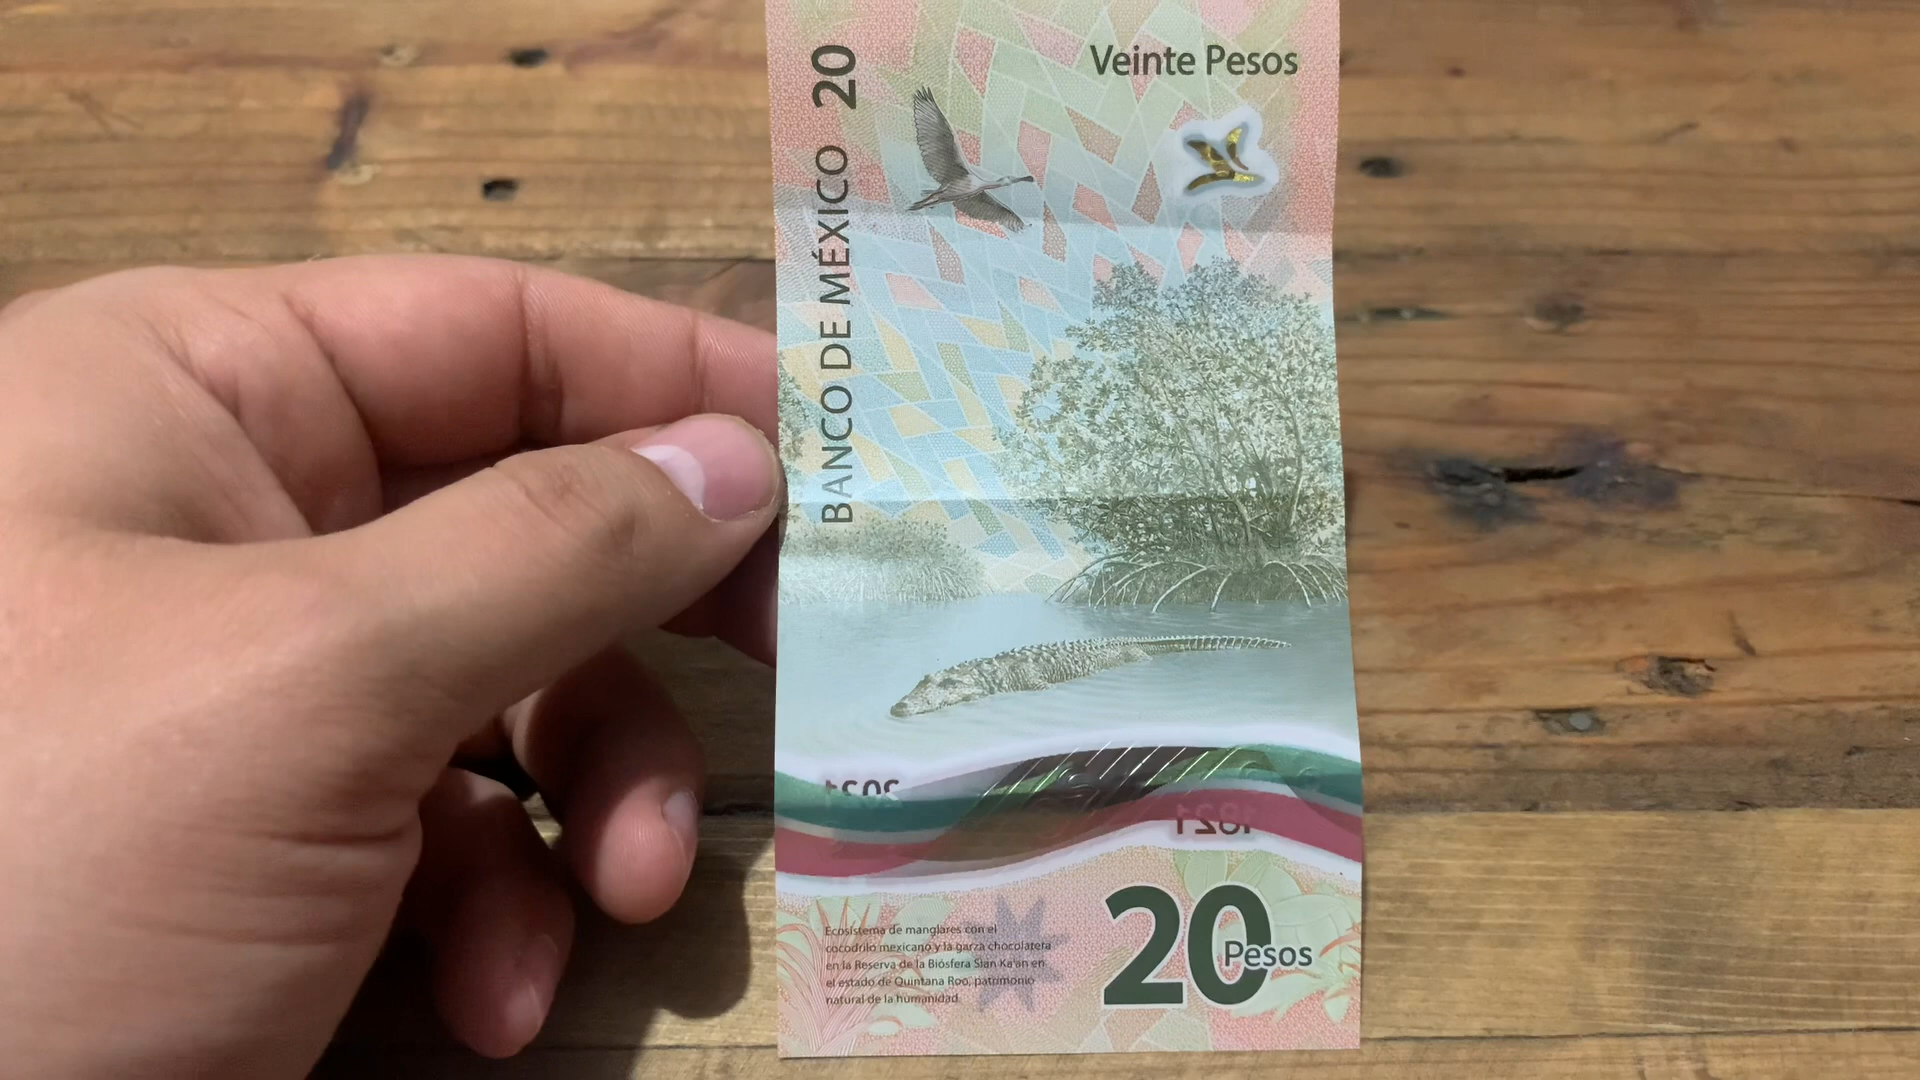 Veinte Pesos
BANCO DE MÉXICO 20
2021
1821
Ecosistema de manglares con el
cocodrilo mexicano y la garza chocolatera
en la Reserva de la Biósfera Sian Ka'an en
el estado de Quintana Roo, patrimonio
natural de la humanidad
20
Pesos